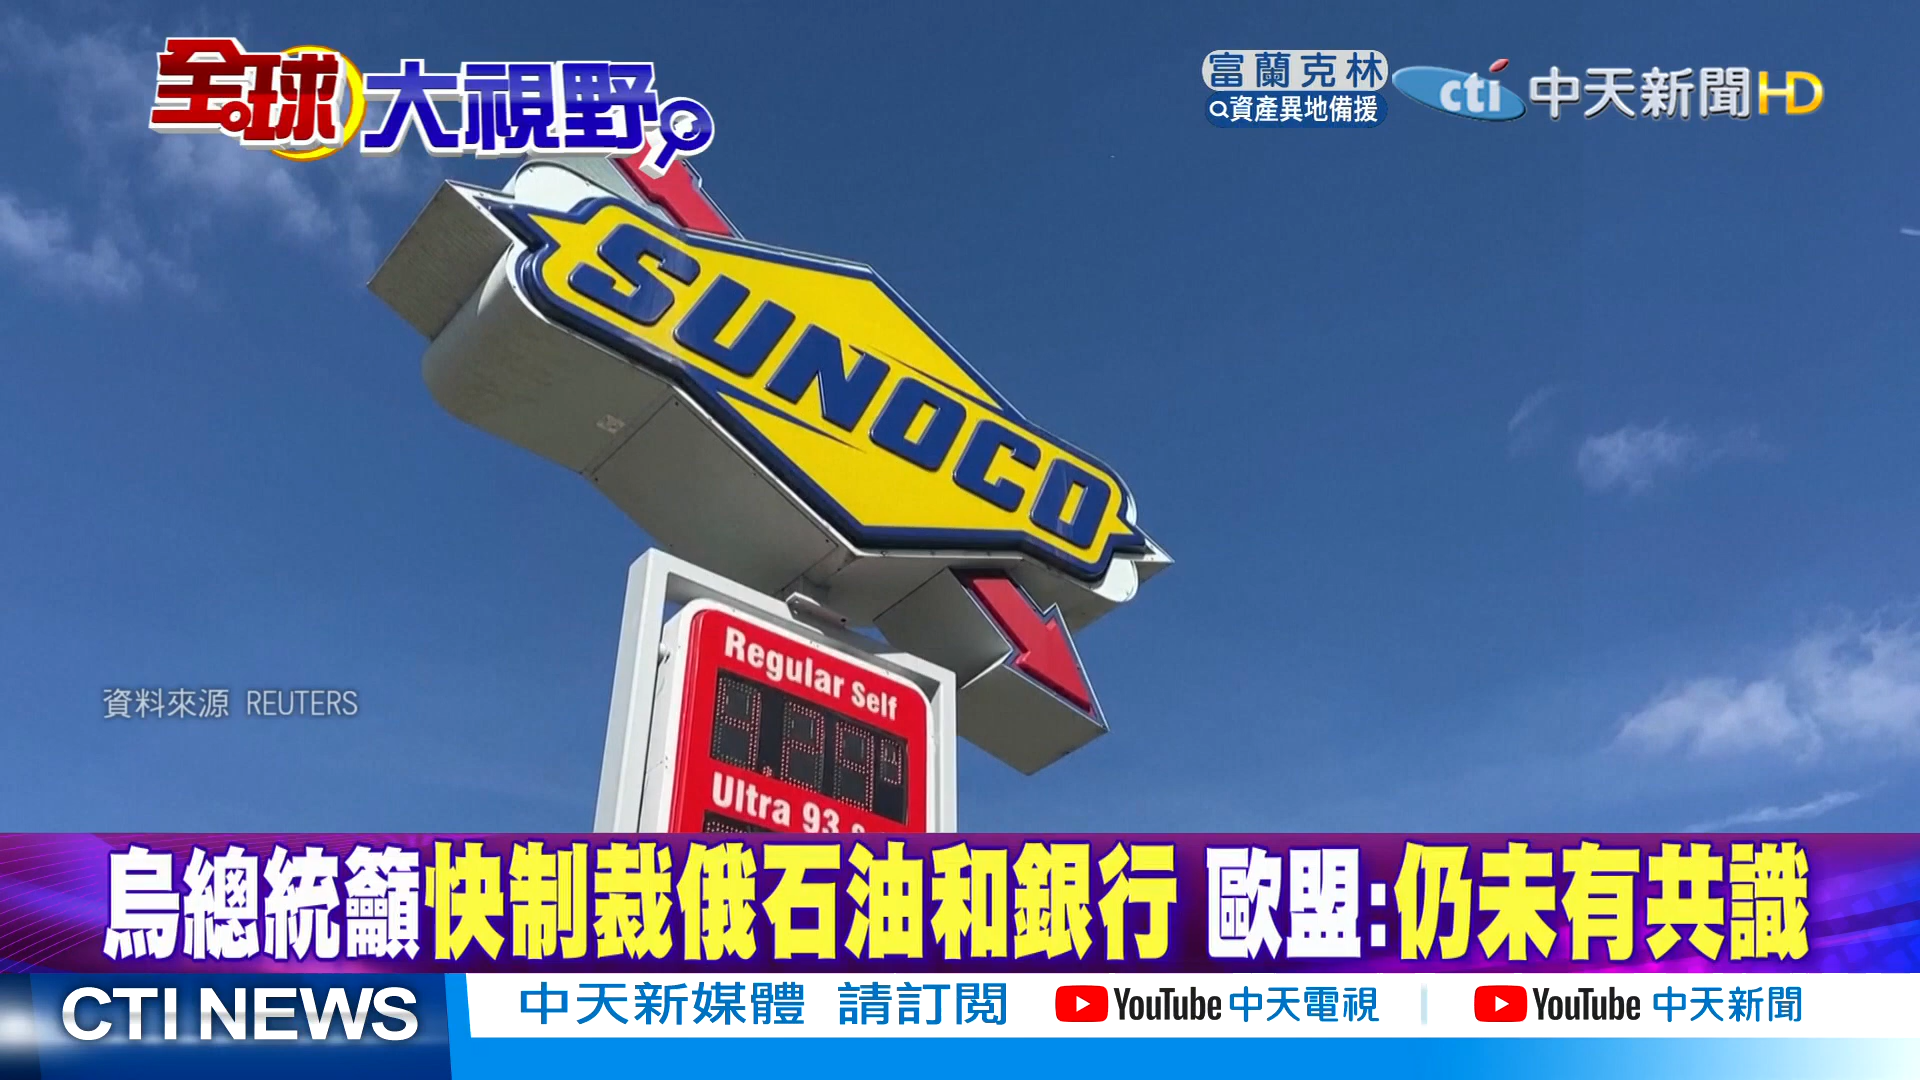 全球大視野
富蘭克林
資產異地備援
cti 中天新聞HD
SUNOCO
Regular Self
4.29
Ultra 93
資料來源 REUTERS
烏總統籲快制裁俄石油和銀行 歐盟:仍未有共識
CTI NEWS
中天新媒體 請訂閱 YouTube 中天電視 | YouTube 中天新聞